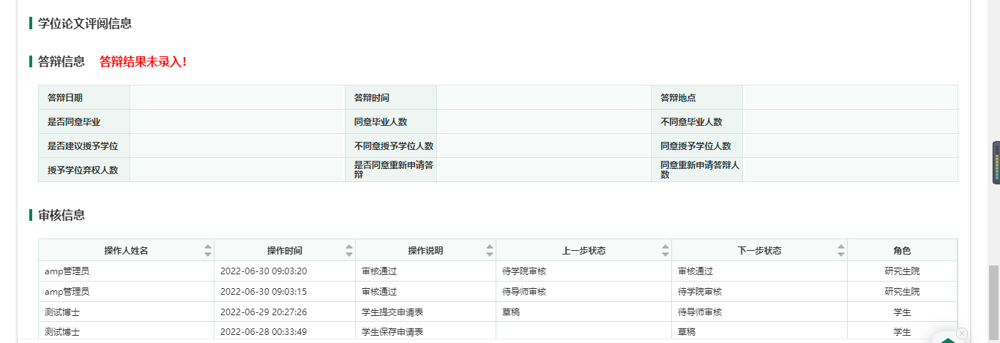 学位论文评阅信息
答辩信息 答辩结果未录入！
答辩日期 答辩时间 答辩地点
是否同意毕业 同意毕业人数 不同意毕业人数
是否建议授予学位 不同意授予学位人数 同意授予学位人数
授予学位弃权人数 是否同意重新申请答 同意重新申请答辩人
辩 数
审核信息
操作人姓名 操作时间 操作说明 上一步状态 下一步状态 角色
amp管理员 2022-06-30 09:03:20 审核通过 待学院审核 审核通过 研究生院
amp管理员 2022-06-30 09:03:15 审核通过 待导师审核 待学院审核 研究生院
测试博士 2022-06-29 20:27:26 学生提交申请表 草稿 待导师审核 学生
测试博士 2022-06-28 00:33:49 学生保存申请表 草稿 学生